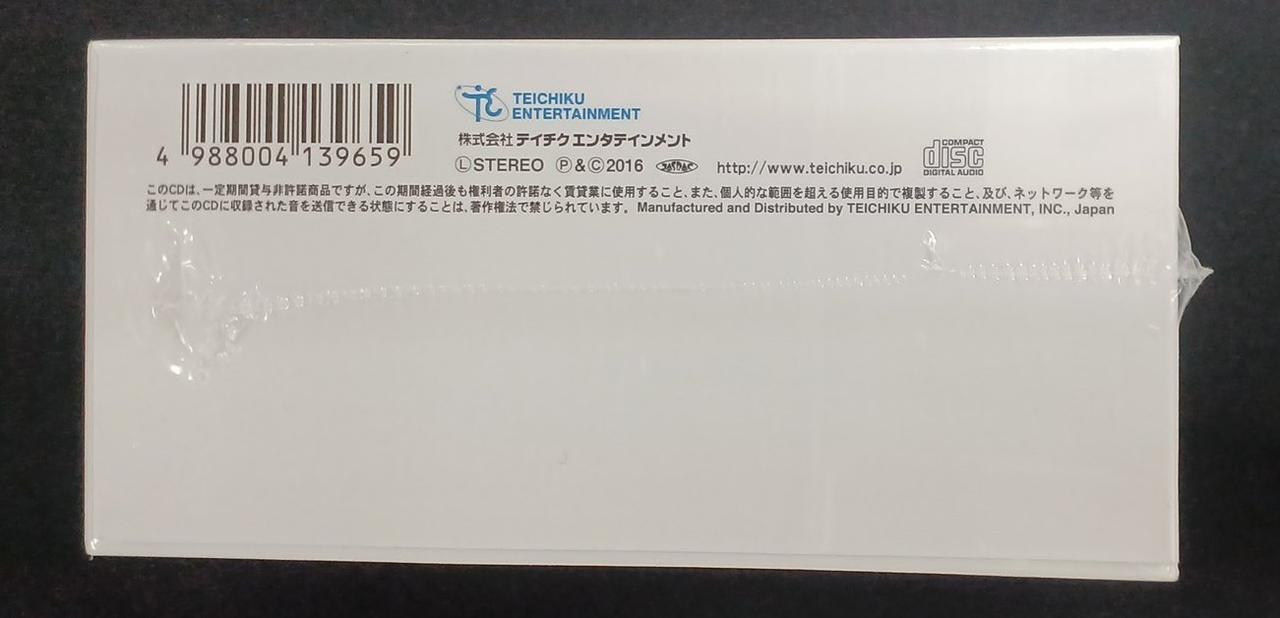 4 988004 139659
TEICHIKU
ENTERTAINMENT
株式会社テイチクエンタテインメント
Ⓛ STEREO Ⓟ&Ⓒ2016 JASRAC http://www.teichiku.co.jp
COMPACT
disc
DIGITAL AUDIO
このCDは、一定期間貸与非許諾商品ですが、この期間経過後も権利者の許諾なく賃貸業に使用すること、また、個人的な範囲を超える使用目的で複製すること、及び、ネットワーク等を
通じてこのCDに収録された音を送信できる状態にすることは、著作権法で禁じられています。 Manufactured and Distributed by TEICHIKU ENTERTAINMENT, INC., Japan